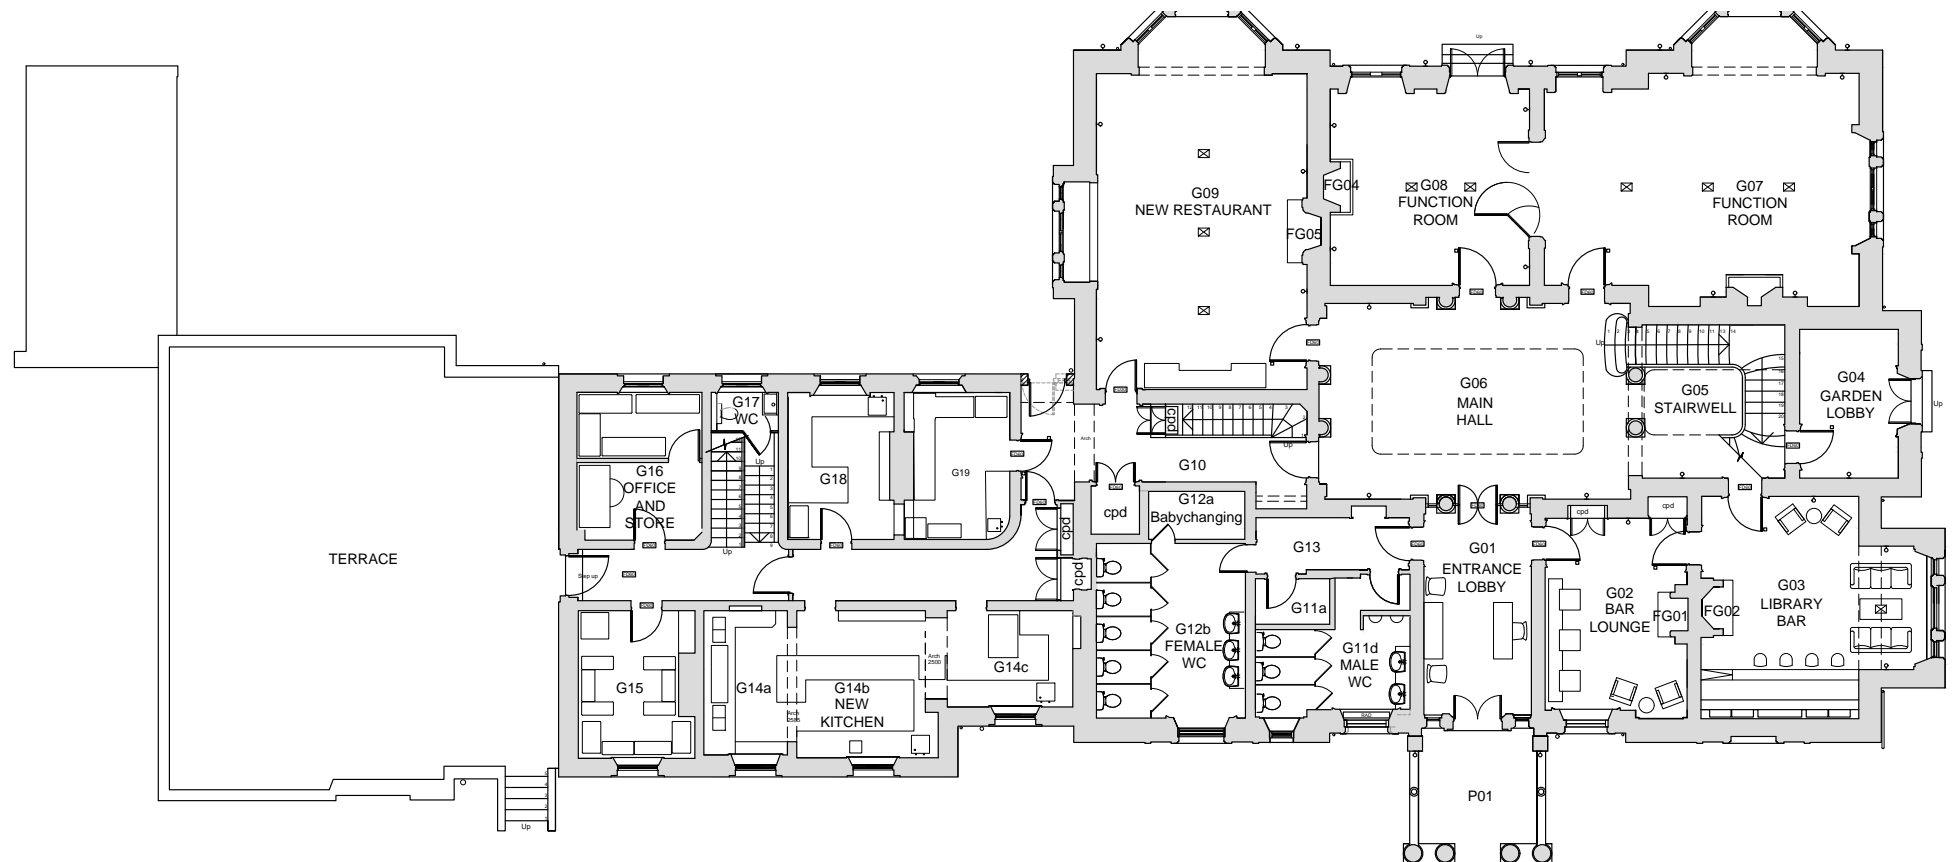 Up
G09
NEW RESTAURANT
FG04
FG05
G08
FUNCTION
ROOM
G07
FUNCTION
ROOM
Up
G06
MAIN
HALL
G05
STAIRWELL
G04
GARDEN
LOBBY
Up
G17
WC
Up
Up
G16
OFFICE
AND
STORE
G18
G19
Arch
cpd
Up
G10
cpd
G12a
Babychanging
cpd
cpd
cpd
cpd
TERRACE
Step up
G13
G01
ENTRANCE
LOBBY
G11a
G02
BAR
LOUNGE
FG01
FG02
G03
LIBRARY
BAR
G12b
FEMALE
WC
G11d
MALE
WC
RAD
G15
G14a
Arch
G14b
NEW
KITCHEN
Arch
2500
G14c
P01
Up